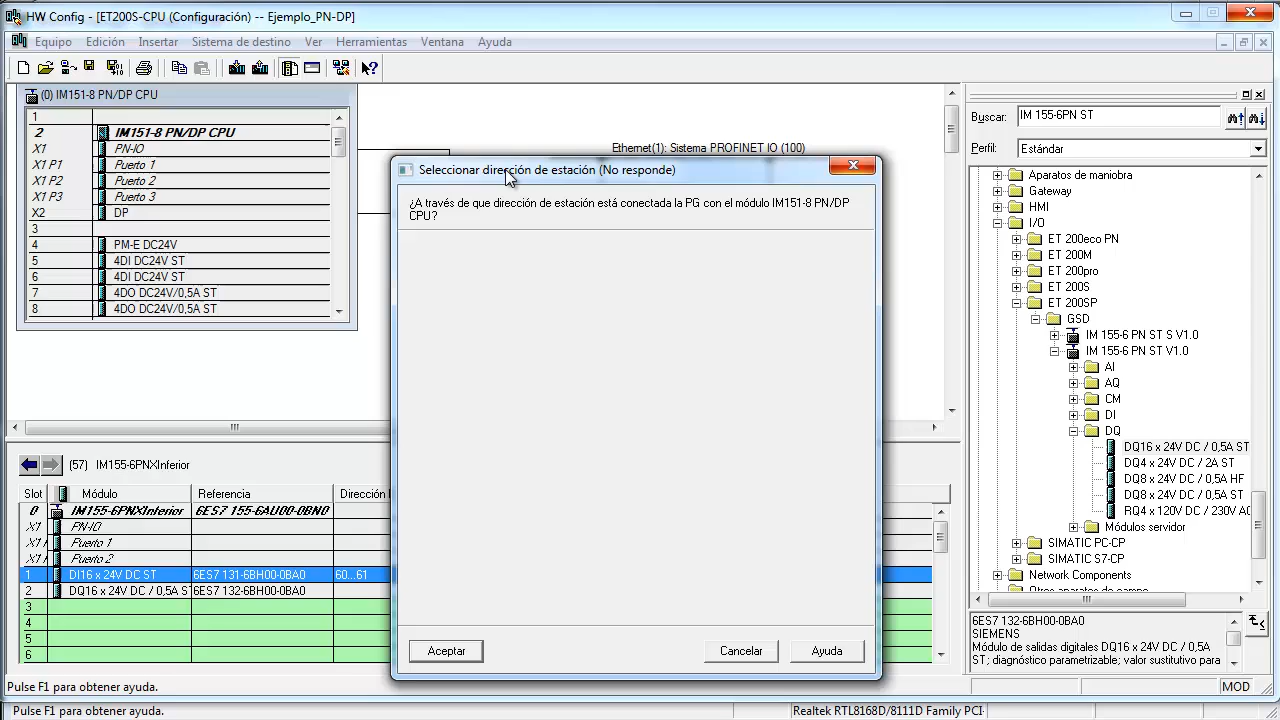 HW Config - [ET200S-CPU (Configuración) -- Ejemplo_PN-DP]
Equipo Edición Insertar Sistema de destino Ver Herramientas Ventana Ayuda
(0) IM151-8 PN/DP CPU
1
2 IM151-8 PN/DP CPU
X1 PN-IO
X1 P1 Puerto 1
X1 P2 Puerto 2
X1 P3 Puerto 3
X2 DP
3
4 PM-E DC24V
5 4DI DC24V ST
6 4DI DC24V ST
7 4DO DC24V/0,5A ST
8 4DO DC24V/0,5A ST
Ethernet(1): Sistema PROFINET IO (100)
Seleccionar dirección de estación (No responde)
¿A través de que dirección de estación está conectada la PG con el módulo IM151-8 PN/DP
CPU?
Aceptar Cancelar Ayuda
Buscar: IM 155-6PN ST
Perfil: Estándar
Aparatos de maniobra
Gateway
HMI
I/O
ET 200eco PN
ET 200M
ET 200pro
ET 200S
ET 200SP
GSD
IM 155-6 PN ST S V1.0
IM 155-6 PN ST V1.0
AI
AQ
CM
DI
DQ
DQ16 x 24V DC / 0,5A ST
DQ4 x 24V DC / 2A ST
DQ8 x 24V DC / 0,5A HF
DQ8 x 24V DC / 0,5A ST
RQ4 x 120V DC / 230V AC
Módulos servidor
SIMATIC PC-CP
SIMATIC S7-CP
Network Components
6ES7 132-6BH00-0BA0
SIEMENS
Módulo de salidas digitales DQ16 x 24V DC / 0,5A
ST; diagnóstico parametrizable; valor sustitutivo para
(57) IM155-6PNXInferior
Slot Módulo Referencia Dirección
0 IM155-6PNXInferior 6ES7 155-6AU00-0BN0
X1 PN-IO
X1 Puerto 1
X1 Puerto 2
1 DI16 x 24V DC ST 6ES7 131-6BH00-0BA0 60...61
2 DQ16 x 24V DC / 0,5A S 6ES7 132-6BH00-0BA0
3
4
5
6
Pulse F1 para obtener ayuda. MOD
Pulse F1 para obtener ayuda. Realtek RTL8168D/8111D Family PCI-